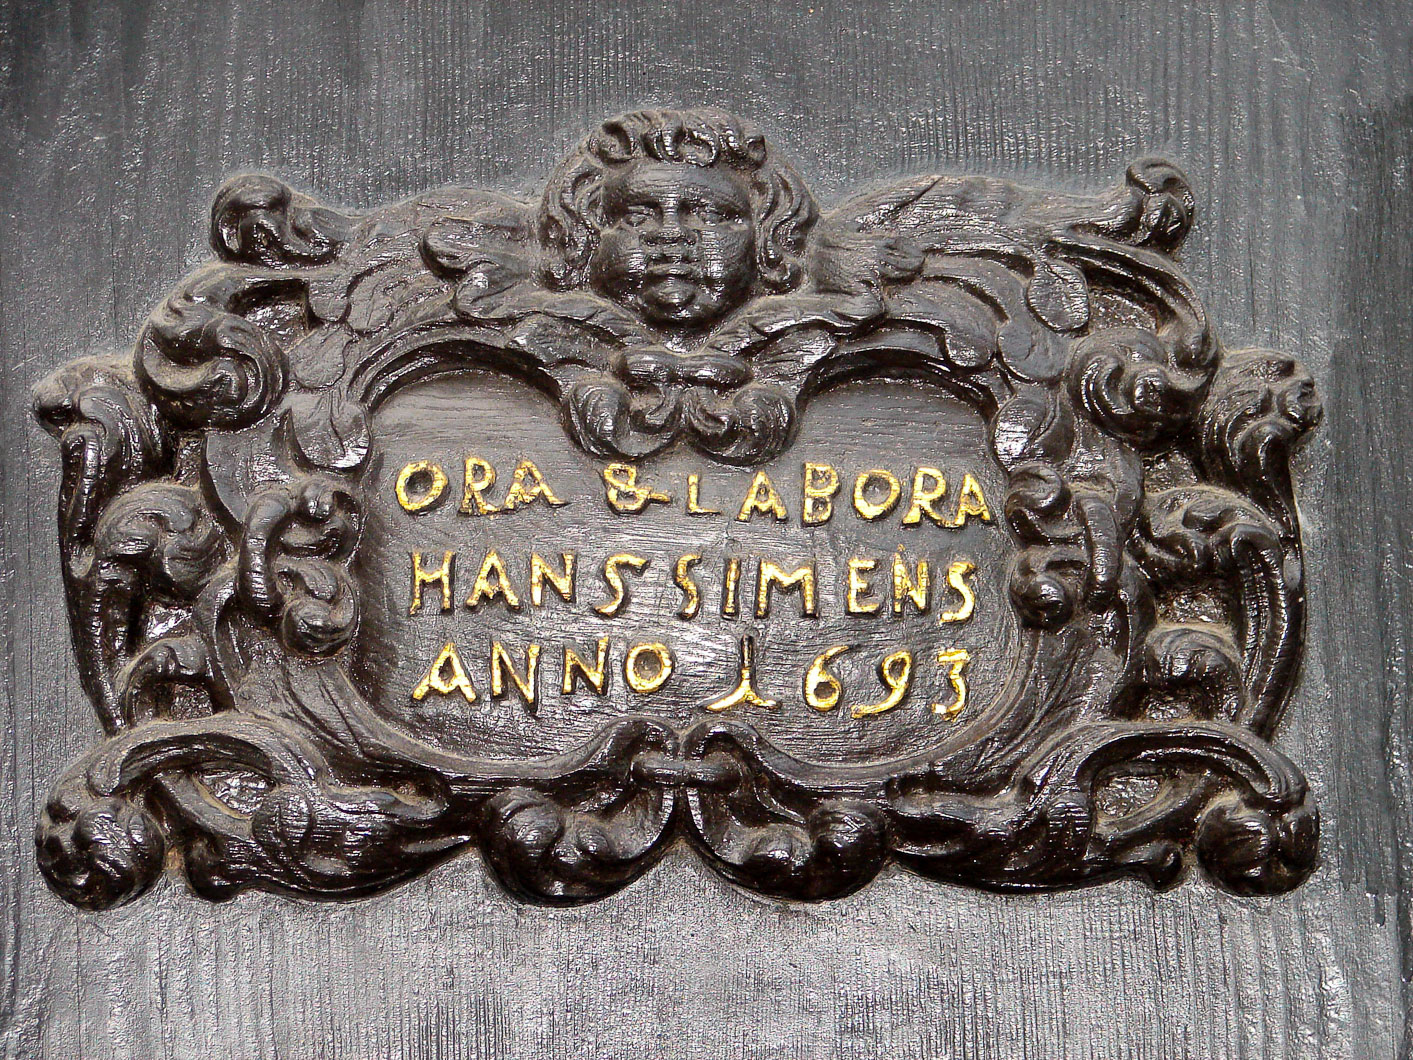 ORA & LABORA
HANS SIMENS
ANNO 1693